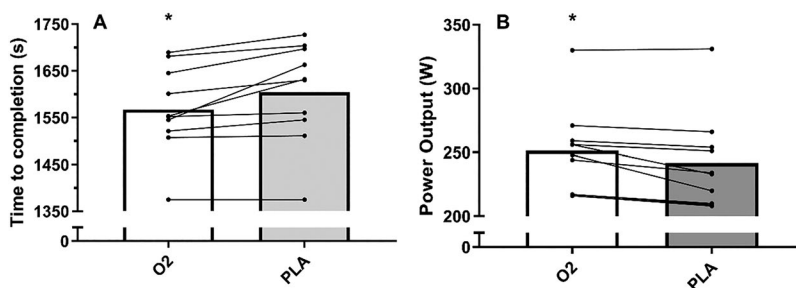 A
*
Time to completion (s)
1750
1650
1550
1450
1350
0
O2
PLA
B
*
Power Output (W)
350
300
250
200
0
O2
PLA